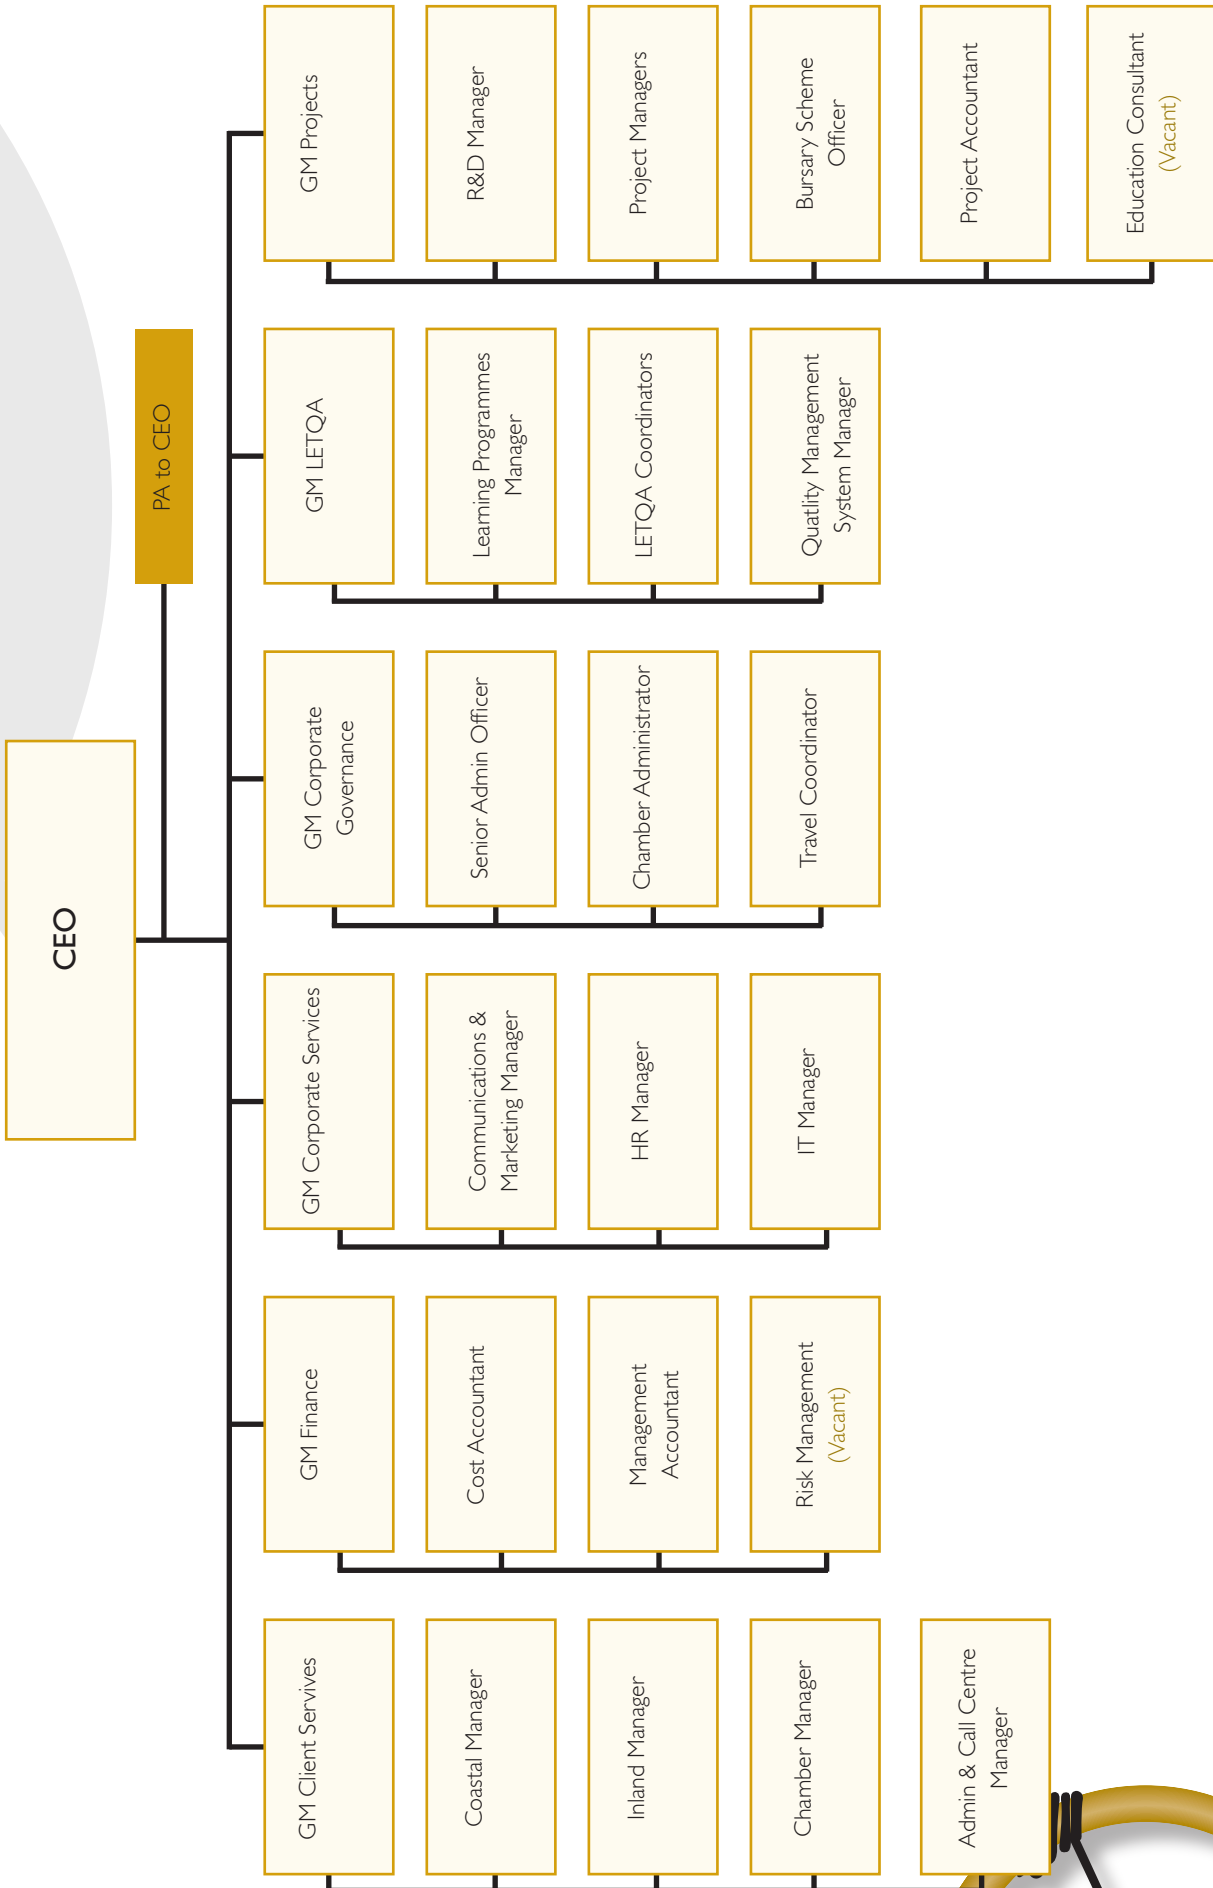 CEO
PA to CEO
GM Client Servives
Coastal Manager
Inland Manager
Chamber Manager
Admin & Call Centre
Manager
GM Finance
Cost Accountant
Management
Accountant
Risk Management
(Vacant)
GM Corporate Services
Communications &
Marketing Manager
HR Manager
IT Manager
GM Corporate
Governance
Senior Admin Officer
Chamber Administrator
Travel Coordinator
GM LETQA
Learning Programmes
Manager
LETQA Coordinators
Quatlity Management
System Manager
GM Projects
R&D Manager
Project Managers
Bursary Scheme
Officer
Project Accountant
Education Consultant
(Vacant)